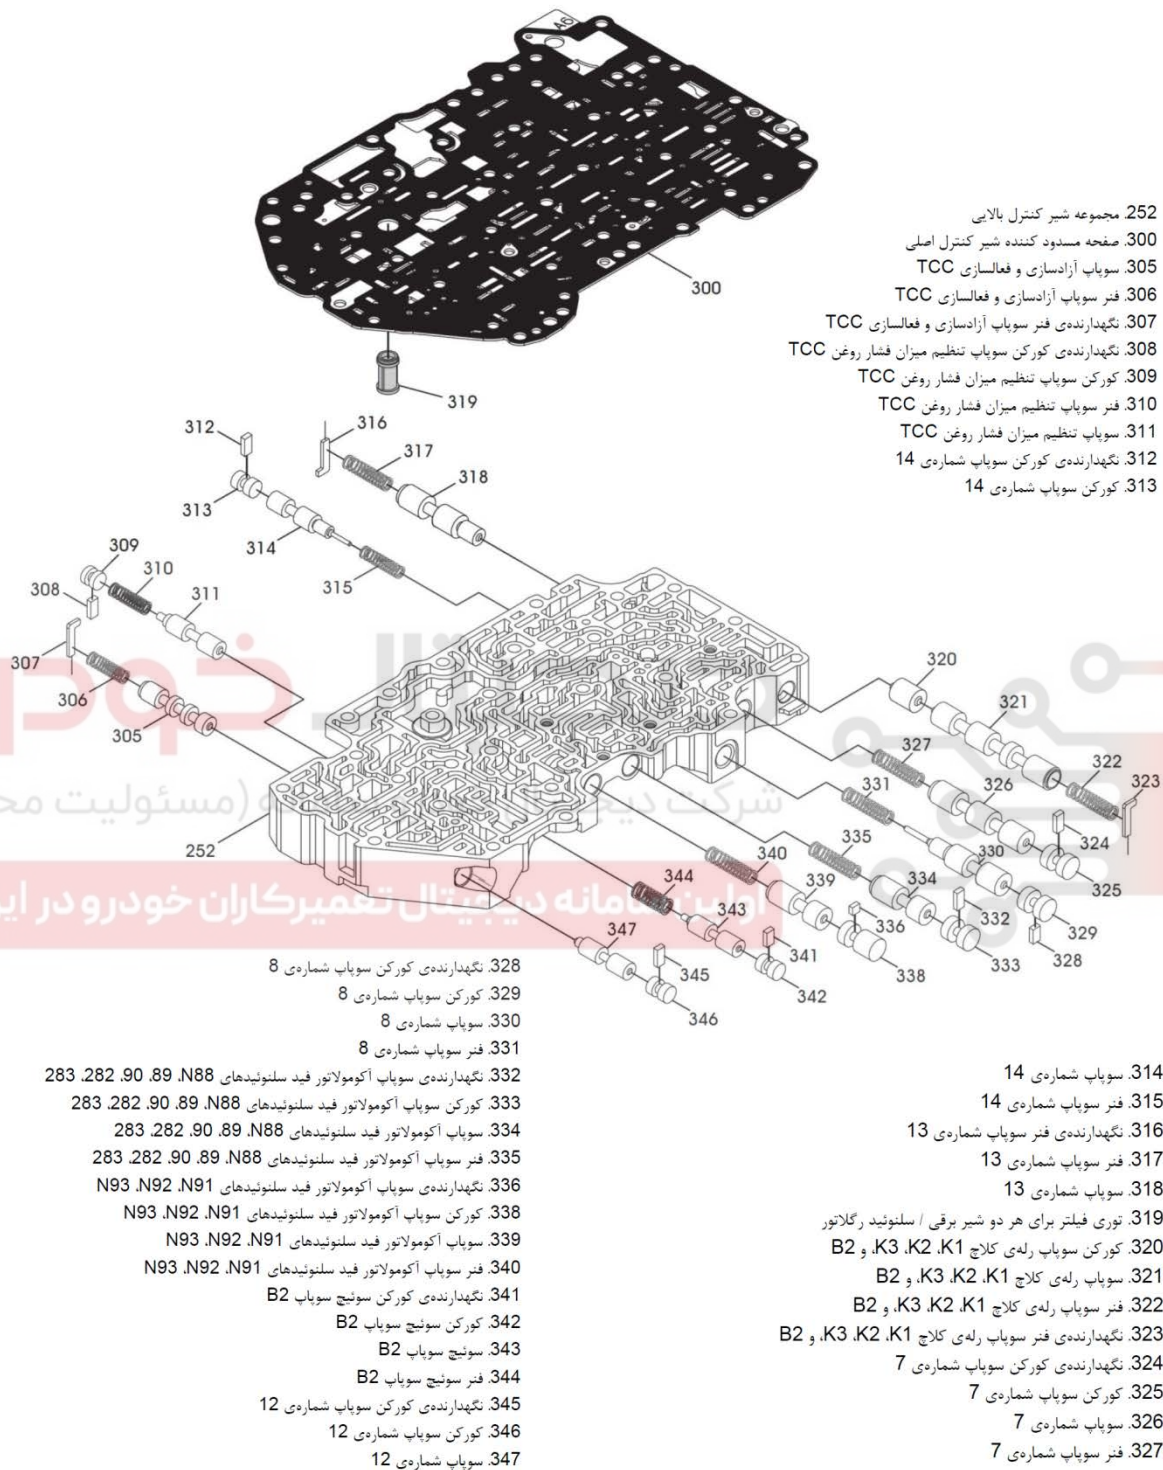 A6
252. مجموعه شیر کنترل بالایی
300. صفحه مسدود کننده شیر کنترل اصلی
305. سوپاپ آزادسازی و فعالسازی TCC
306. فنر سوپاپ آزادسازی و فعالسازی TCC
307. نگهدارنده‌ی فنر سوپاپ آزادسازی و فعالسازی TCC
308. نگهدارنده‌ی کورکن سوپاپ تنظیم میزان فشار روغن TCC
309. کورکن سوپاپ تنظیم میزان فشار روغن TCC
310. فنر سوپاپ تنظیم میزان فشار روغن TCC
311. سوپاپ تنظیم میزان فشار روغن TCC
312. نگهدارنده‌ی کورکن سوپاپ شماره‌ی 14
313. کورکن سوپاپ شماره‌ی 14
300
319
312
316
317
318
313
314
315
309
310
311
308
307
306
305
320
321
327
322
323
326
331
324
325
252
340
335
330
344
339
334
332
329
343
336
347
341
333
328
345
338
342
346
شرکت دیجیتال
(مسئولیت مح
اولین سامانه دیجیتال تعمیرکاران خودرو در ایر
314. سوپاپ شماره‌ی 14
315. فنر سوپاپ شماره‌ی 14
316. نگهدارنده‌ی فنر سوپاپ شماره‌ی 13
317. فنر سوپاپ شماره‌ی 13
318. سوپاپ شماره‌ی 13
319. توری فیلتر برای هر دو شیر برقی / سلنوئید رگلاتور
320. کورکن سوپاپ رله‌ی کلاچ K1، K2، K3، و B2
321. سوپاپ رله‌ی کلاچ K1، K2، K3، و B2
322. فنر سوپاپ رله‌ی کلاچ K1، K2، K3، و B2
323. نگهدارنده‌ی فنر سوپاپ رله‌ی کلاچ K1، K2، K3، و B2
324. نگهدارنده‌ی کورکن سوپاپ شماره‌ی 7
325. کورکن سوپاپ شماره‌ی 7
326. سوپاپ شماره‌ی 7
327. فنر سوپاپ شماره‌ی 7
328. نگهدارنده‌ی کورکن سوپاپ شماره‌ی 8
329. کورکن سوپاپ شماره‌ی 8
330. سوپاپ شماره‌ی 8
331. فنر سوپاپ شماره‌ی 8
332. نگهدارنده‌ی سوپاپ آکومولاتور فید سلنوئیدهای N88، 89، 90، 282، 283
333. کورکن سوپاپ آکومولاتور فید سلنوئیدهای N88، 89، 90، 282، 283
334. سوپاپ آکومولاتور فید سلنوئیدهای N88، 89، 90، 282، 283
335. فنر سوپاپ آکومولاتور فید سلنوئیدهای N88، 89، 90، 282، 283
336. نگهدارنده‌ی سوپاپ آکومولاتور فید سلنوئیدهای N91، N92، N93
338. کورکن سوپاپ آکومولاتور فید سلنوئیدهای N91، N92، N93
339. سوپاپ آکومولاتور فید سلنوئیدهای N91، N92، N93
340. فنر سوپاپ آکومولاتور فید سلنوئیدهای N91، N92، N93
341. نگهدارنده‌ی کورکن سوئیچ سوپاپ B2
342. کورکن سوئیچ سوپاپ B2
343. سوئیچ سوپاپ B2
344. فنر سوئیچ سوپاپ B2
345. نگهدارنده‌ی کورکن سوپاپ شماره‌ی 12
346. کورکن سوپاپ شماره‌ی 12
347. سوپاپ شماره‌ی 12